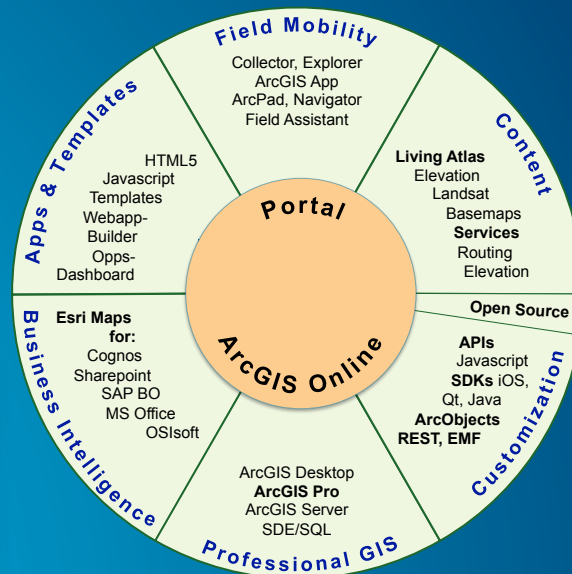 Field Mobility
Collector, Explorer
ArcGIS App
ArcPad, Navigator
Field Assistant
Content
Living Atlas
Elevation
Landsat
Basemaps
Services
Routing
Elevation
Open Source
Customization
APIs
Javascript
SDKs iOS,
Qt, Java
ArcObjects
REST, EMF
Professional GIS
ArcGIS Desktop
ArcGIS Pro
ArcGIS Server
SDE/SQL
Business Intelligence
Esri Maps
for:
Cognos
Sharepoint
SAP BO
MS Office
OSIsoft
Apps & Templates
HTML5
Javascript
Templates
Webapp-
Builder
Opps-
Dashboard
Portal
ArcGIS Online